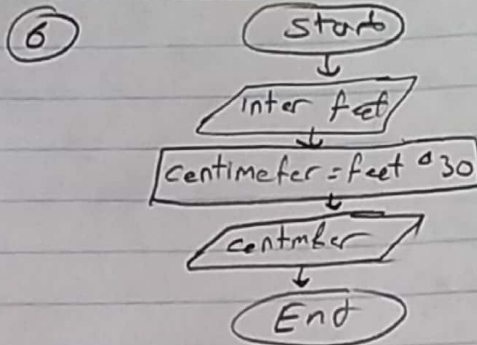 6
Start
inter feet
centimeter = feet * 30
centmter
End